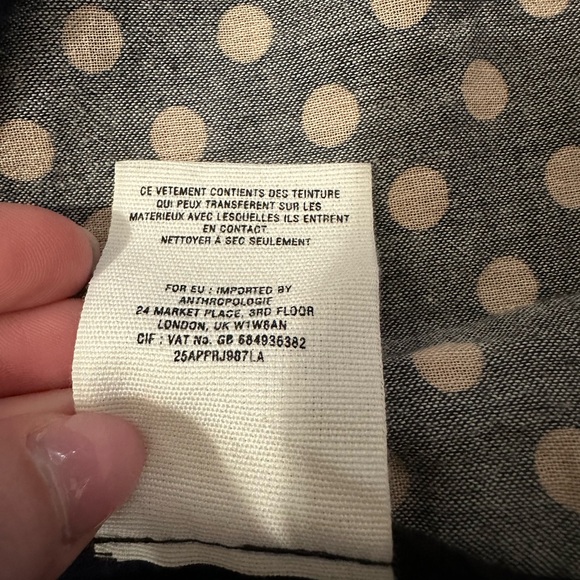 CE VETEMENT CONTIENTS DES TEINTURE
QUI PEUX TRANSFERENT SUR LES
MATERIEUX AVEC LESQUELLES ILS ENTRENT
EN CONTACT.
NETTOYER À SEC SEULEMENT
FOR EU : IMPORTED BY
ANTHROPOLOGIE
24 MARKET PLACE, 3RD FLOOR
LONDON, UK W1W8AN
CIF : VAT No. GB 684935382
25APPRJ987LA